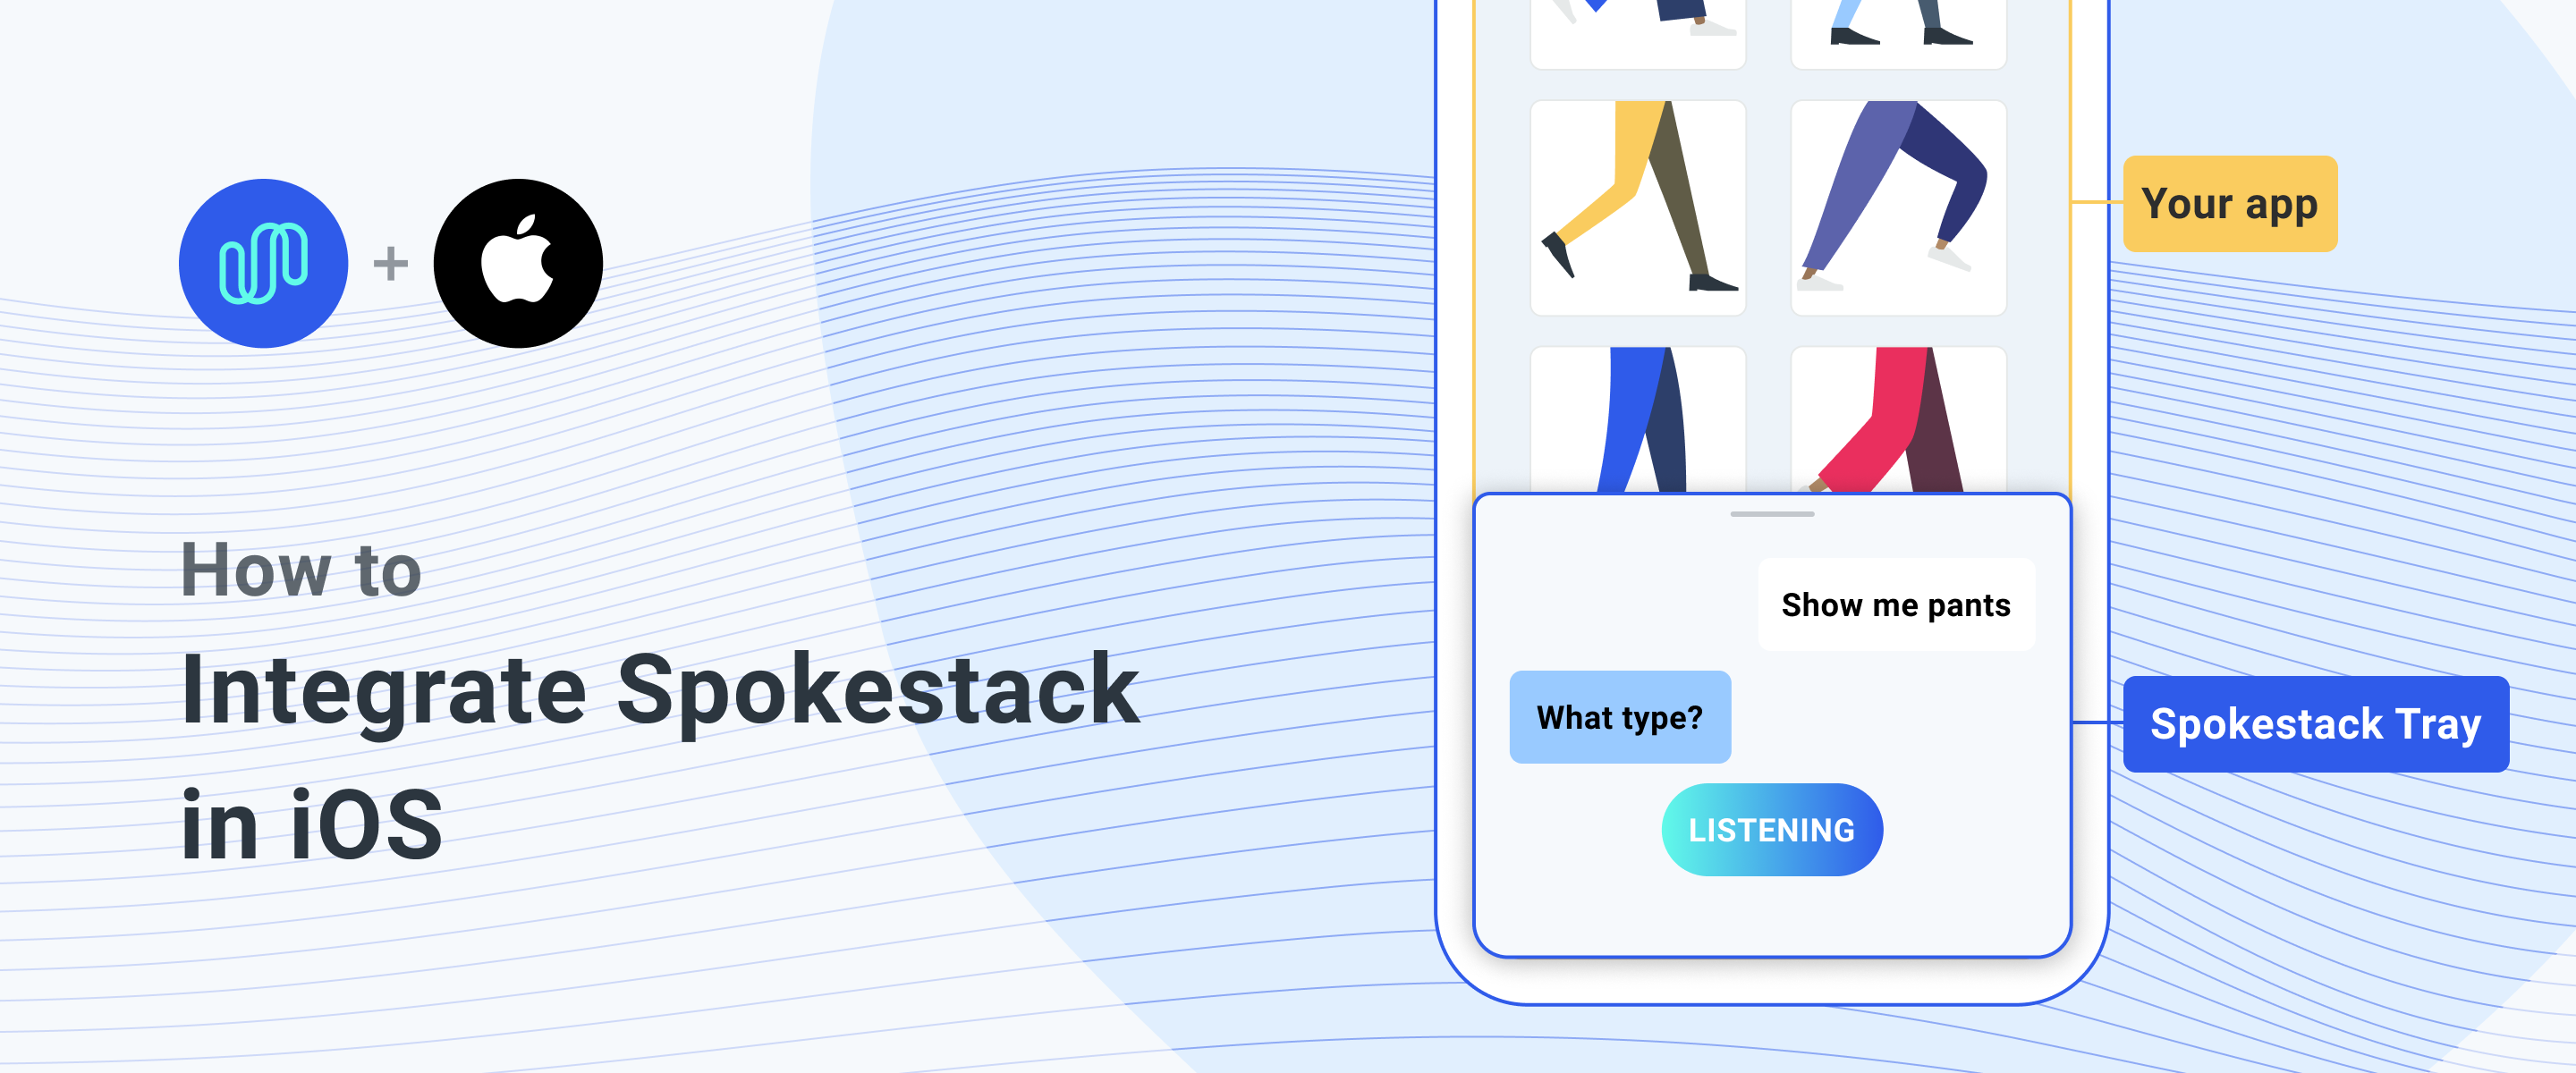 +
How to
Integrate Spokestack
in iOS
Your app
Show me pants
What type?
LISTENING
Spokestack Tray